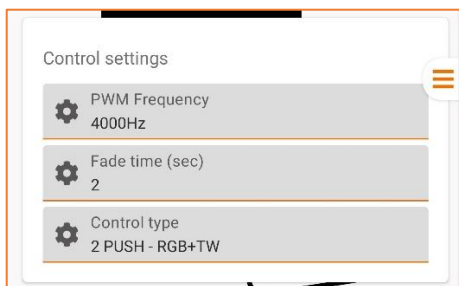 Control settings
PWM Frequency
4000Hz
Fade time (sec)
2
Control type
2 PUSH - RGB+TW